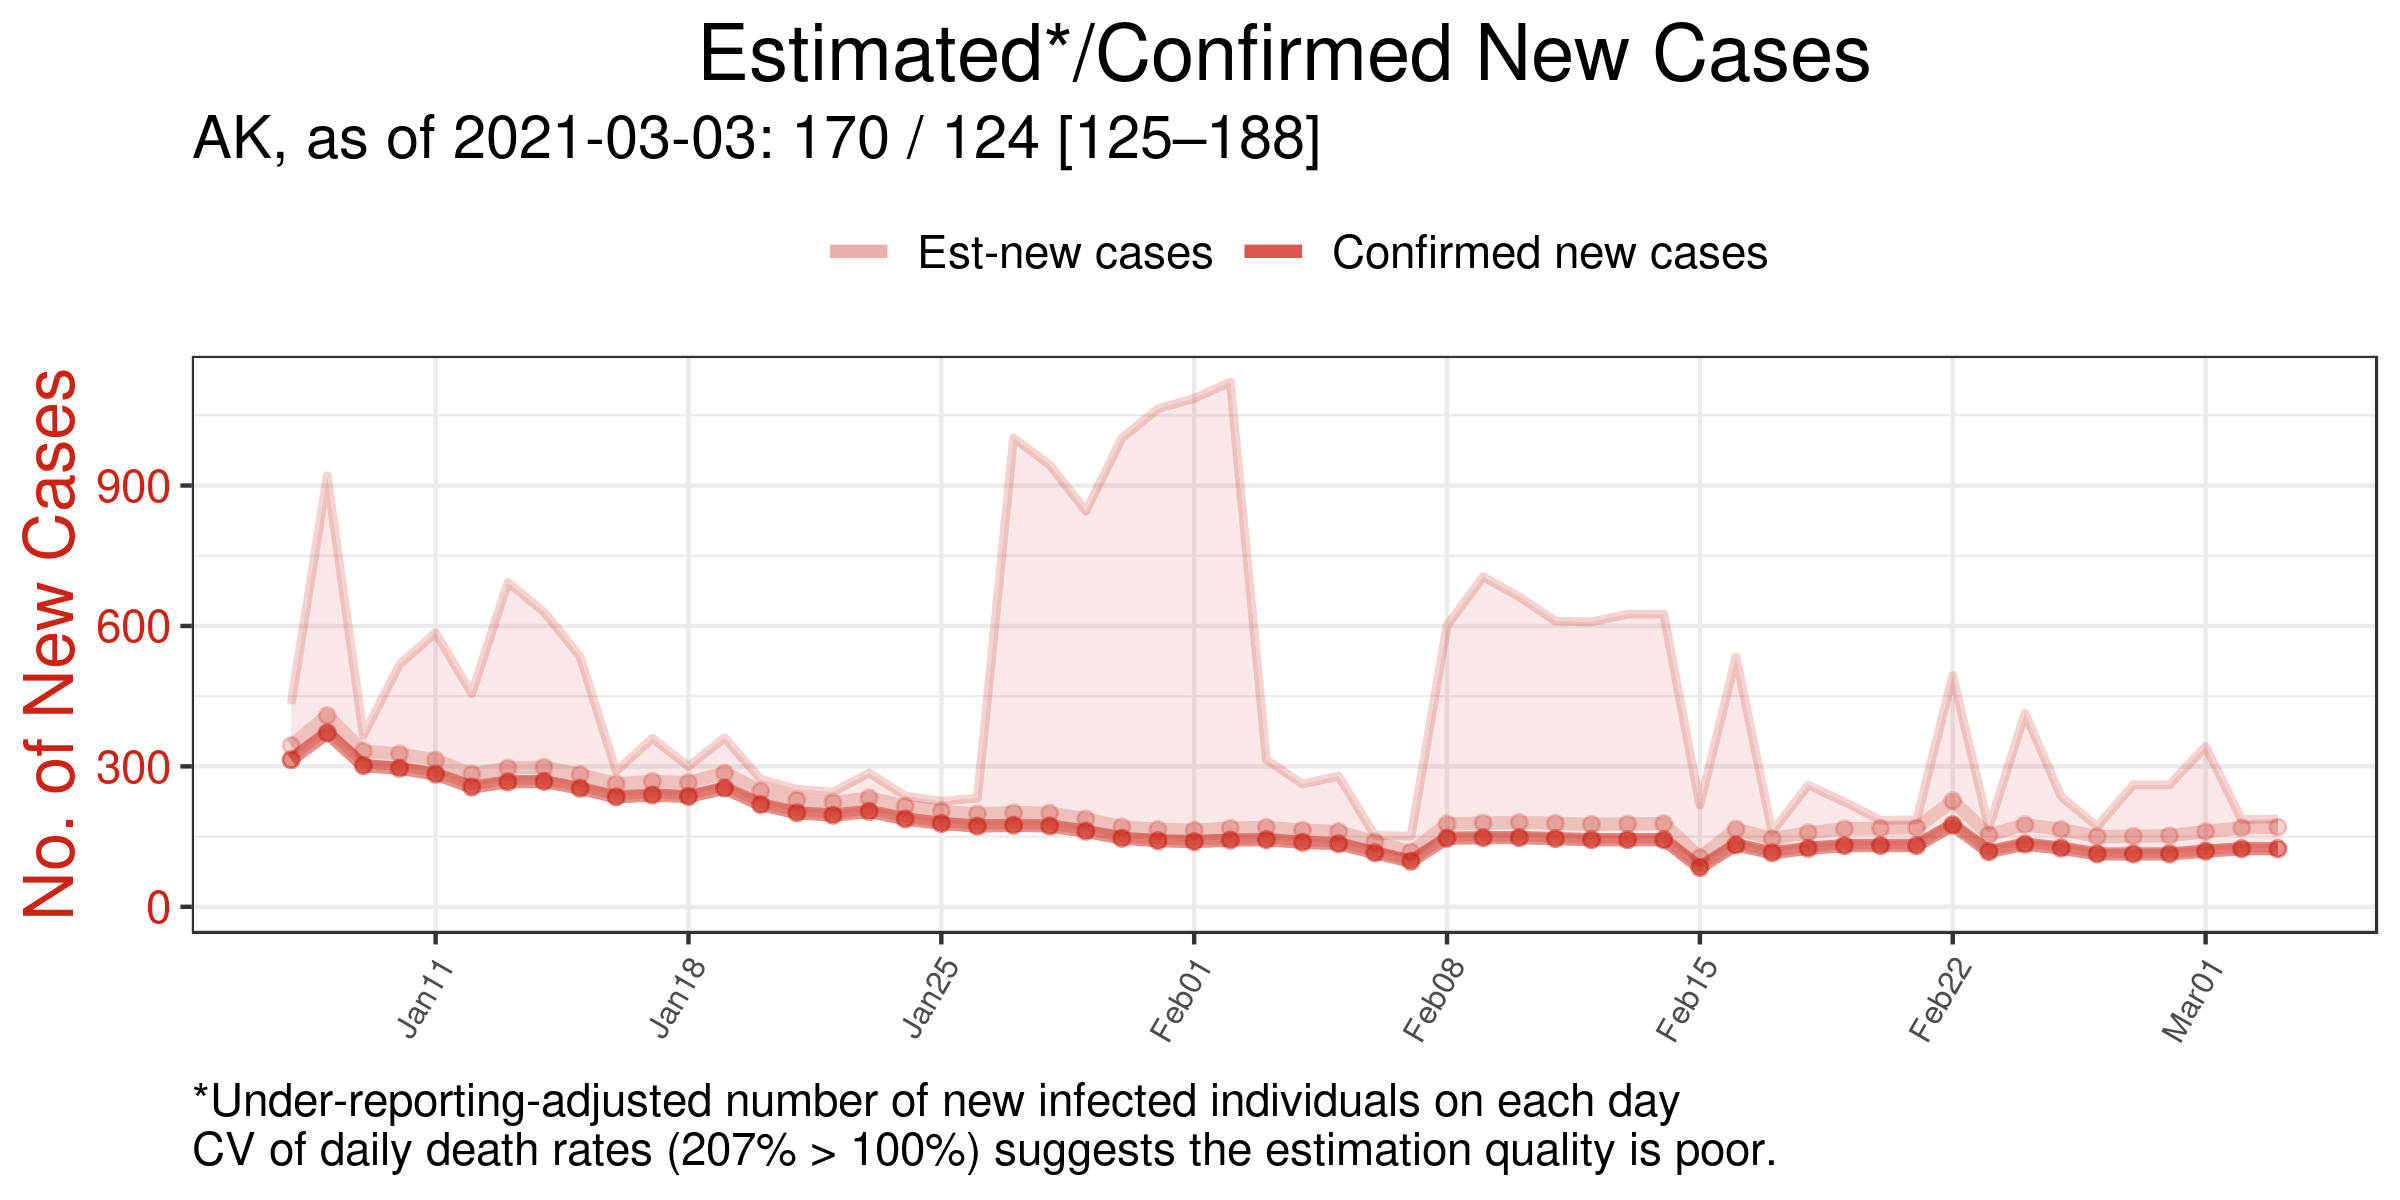 Estimated*/Confirmed New Cases
AK, as of 2021-03-03: 170 / 124 [125–188]
Est-new cases
Confirmed new cases
No. of New Cases
900
600
300
0
Jan11
Jan18
Jan25
Feb01
Feb08
Feb15
Feb22
Mar01
*Under-reporting-adjusted number of new infected individuals on each day
CV of daily death rates (207% > 100%) suggests the estimation quality is poor.